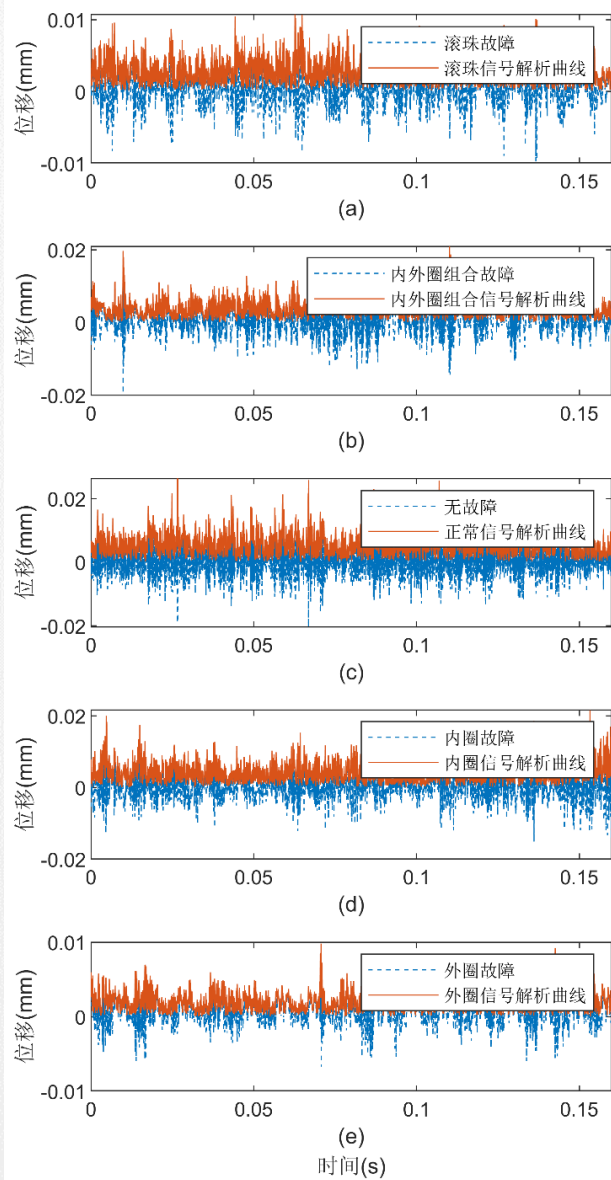 滚珠故障
滚珠信号解析曲线
位移(mm)
0
-0.01
0 0.05 0.1 0.15
(a)
0.02
内外圈组合故障
内外圈组合信号解析曲线
位移(mm)
0
-0.02
0 0.05 0.1 0.15
(b)
0.02
无故障
正常信号解析曲线
位移(mm)
0
-0.02
0 0.05 0.1 0.15
(c)
0.02
内圈故障
内圈信号解析曲线
位移(mm)
0
-0.02
0 0.05 0.1 0.15
(d)
0.01
外圈故障
外圈信号解析曲线
位移(mm)
0
-0.01
0 0.05 0.1 0.15
(e)
时间(s)